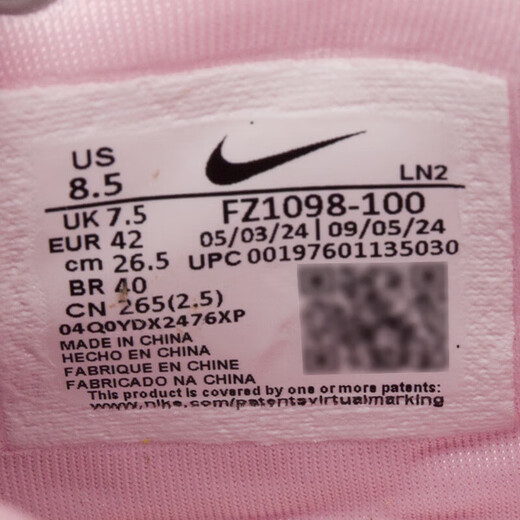 US
8.5
LN2
UK 7.5
FZ1098-100
EUR 42
05/03/24 | 09/05/24
cm 26.5
UPC 00197601135030
BR 40
CN 265(2.5)
04Q0YDX2476XP
MADE IN CHINA
HECHO EN CHINA
FABRIQUE EN CHINE
FABRICADO NA CHINA
This product is covered by one or more patents:
www.nike.com/patentsvirtualmarking